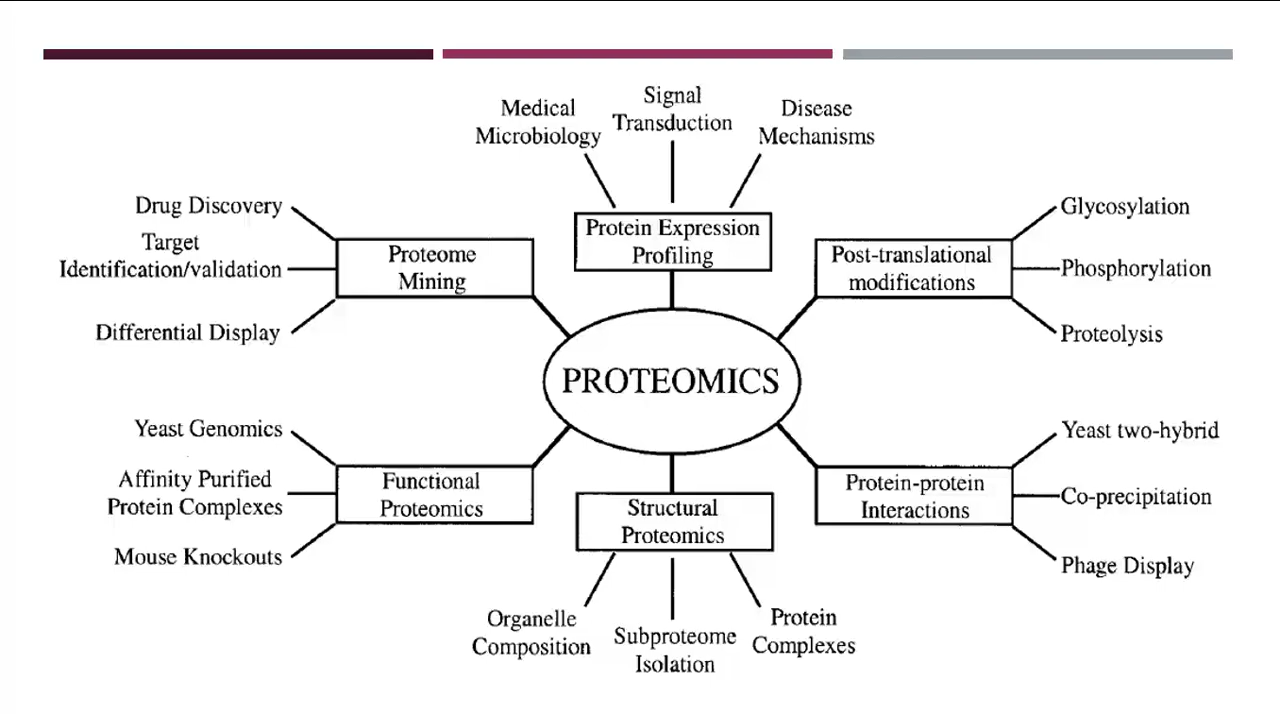 Medical
Microbiology
Signal
Transduction
Disease
Mechanisms
Protein Expression
Profiling
Drug Discovery
Target
Identification/validation
Differential Display
Proteome
Mining
Post-translational
modifications
Glycosylation
Phosphorylation
Proteolysis
PROTEOMICS
Yeast Genomics
Affinity Purified
Protein Complexes
Mouse Knockouts
Functional
Proteomics
Structural
Proteomics
Protein-protein
Interactions
Yeast two-hybrid
Co-precipitation
Phage Display
Organelle
Composition
Subproteome
Isolation
Protein
Complexes